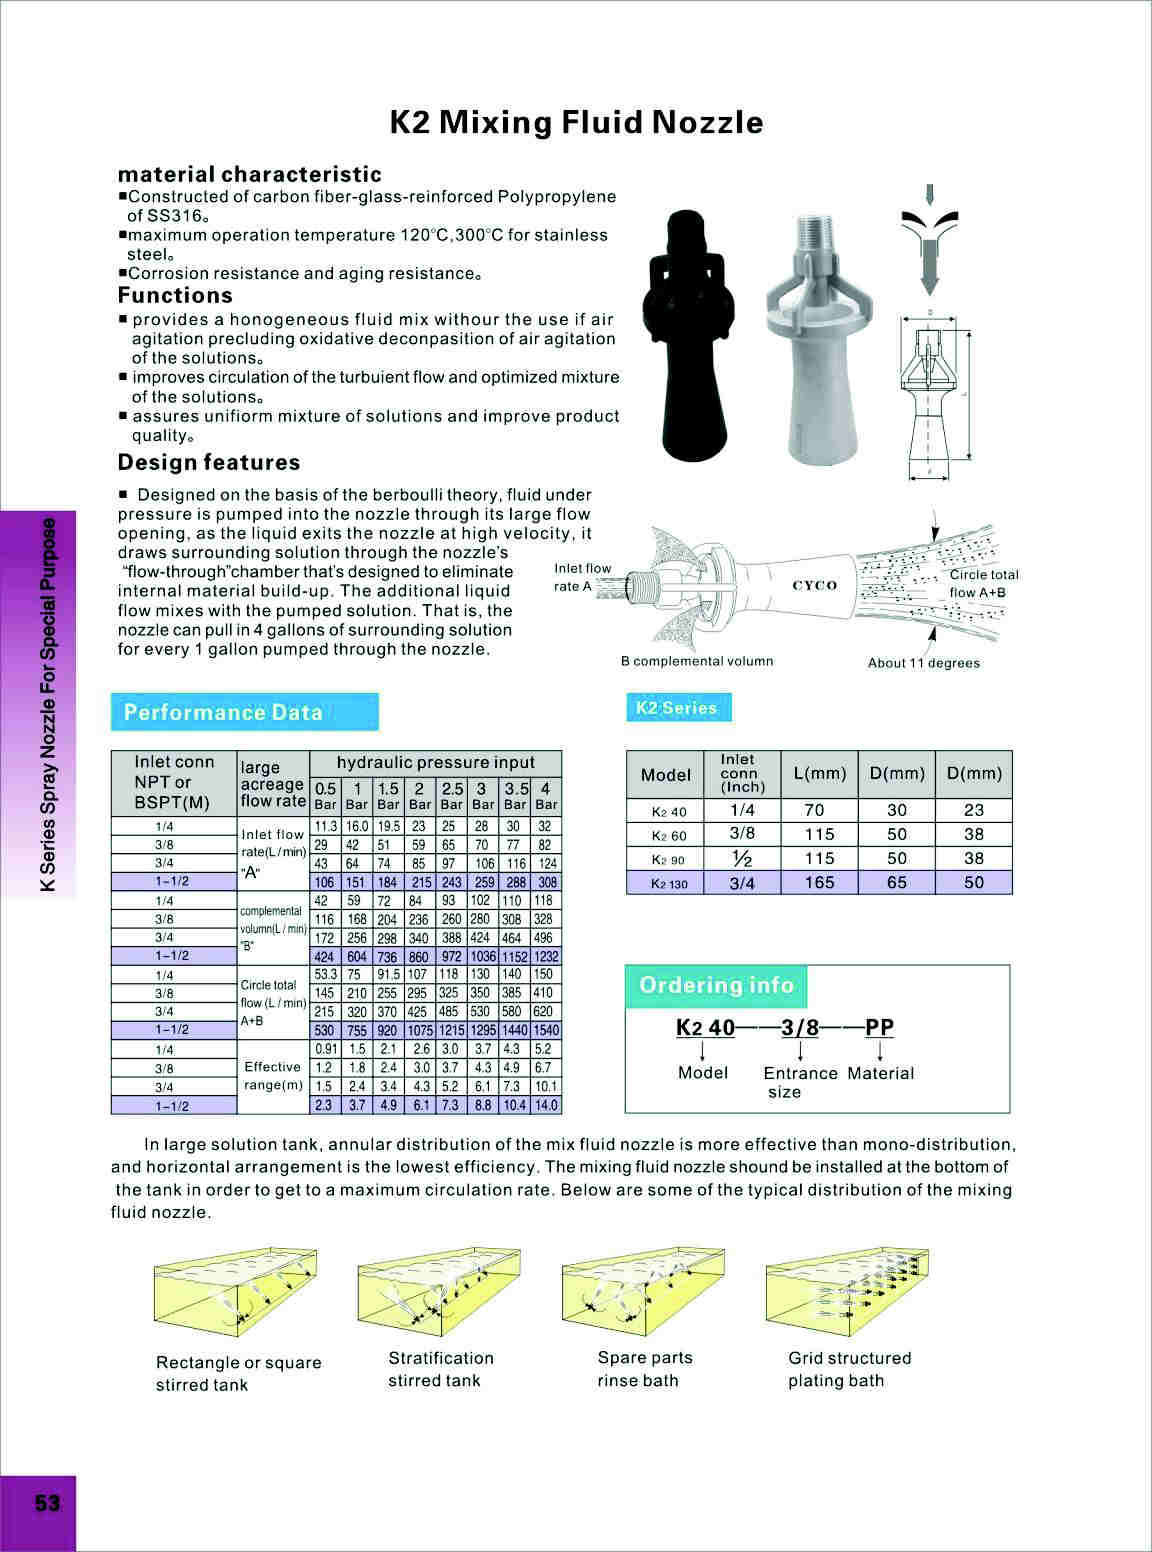 K2 Mixing Fluid Nozzle
material characteristic
■Constructed of carbon fiber-glass-reinforced Polypropylene
of SS316。
■maximum operation temperature 120°C,300°C for stainless
steel。
■Corrosion resistance and aging resistance。
Functions
■ provides a honogeneous fluid mix withour the use if air
agitation precluding oxidative deconpasition of air agitation
of the solutions。
■ improves circulation of the turbuient flow and optimized mixture
of the solutions。
■ assures unifiorm mixture of solutions and improve product
quality。
Design features
■ Designed on the basis of the berboulli theory, fluid under
pressure is pumped into the nozzle through its large flow
opening, as the liquid exits the nozzle at high velocity, it
draws surrounding solution through the nozzle's
“flow-through”chamber that's designed to eliminate
internal material build-up. The additional liquid
flow mixes with the pumped solution. That is, the
nozzle can pull in 4 gallons of surrounding solution
for every 1 gallon pumped through the nozzle.
D
L
d
Inlet flow
rate A
CYCO
Circle total
flow A+B
B complemental volumn
About 11 degrees
K Series Spray Nozzle For Special Purpose
Performance Data
Inlet conn NPT or BSPT(M) large acreage flow rate hydraulic pressure input
0.5 Bar 1 Bar 1.5 Bar 2 Bar 2.5 Bar 3 Bar 3.5 Bar 4 Bar
Inlet flow rate(L/min) "A"
1/4 11.3 16.0 19.5 23 25 28 30 32
3/8 29 42 51 59 65 70 77 82
3/4 43 64 74 85 97 106 116 124
1-1/2 106 151 184 215 243 259 288 308
complemental volumn(L/min) "B"
1/4 42 59 72 84 93 102 110 118
3/8 116 168 204 236 260 280 308 328
3/4 172 256 298 340 388 424 464 496
1-1/2 424 604 736 860 972 1036 1152 1232
Circle total flow (L/min) A+B
1/4 53.3 75 91.5 107 118 130 140 150
3/8 145 210 255 295 325 350 385 410
3/4 215 320 370 425 485 530 580 620
1-1/2 530 755 920 1075 1215 1295 1440 1540
Effective range(m)
1/4 0.91 1.5 2.1 2.6 3.0 3.7 4.3 5.2
3/8 1.2 1.8 2.4 3.0 3.7 4.3 4.9 6.7
3/4 1.5 2.4 3.4 4.3 5.2 6.1 7.3 10.1
1-1/2 2.3 3.7 4.9 6.1 7.3 8.8 10.4 14.0
K2 Series
Model Inlet conn (Inch) L(mm) D(mm) D(mm)
K2 40 1/4 70 30 23
K2 60 3/8 115 50 38
K2 90 ½ 115 50 38
K2 130 3/4 165 65 50
Ordering info
K2 40——3/8——PP
Model Entrance Material
size
In large solution tank, annular distribution of the mix fluid nozzle is more effective than mono-distribution,
and horizontal arrangement is the lowest efficiency. The mixing fluid nozzle shound be installed at the bottom of
the tank in order to get to a maximum circulation rate. Below are some of the typical distribution of the mixing
fluid nozzle.
Rectangle or square
stirred tank
Stratification
stirred tank
Spare parts
rinse bath
Grid structured
plating bath
53